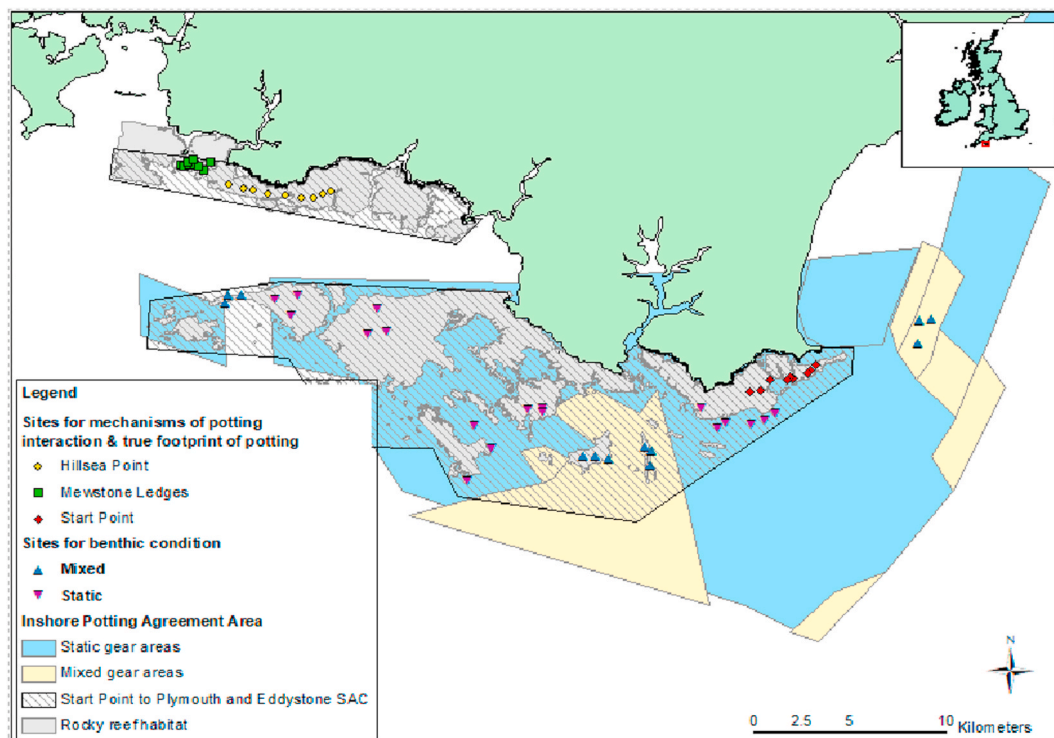 Legend
Sites for mechanisms of potting
interaction & true footprint of potting
Hillsea Point
Mewstone Ledges
Start Point
Sites for benthic condition
Mixed
Static
Inshore Potting Agreement Area
Static gear areas
Mixed gear areas
Start Point to Plymouth and Eddystone SAC
Rocky reef habitat
N
0 2.5 5 10 Kilometers